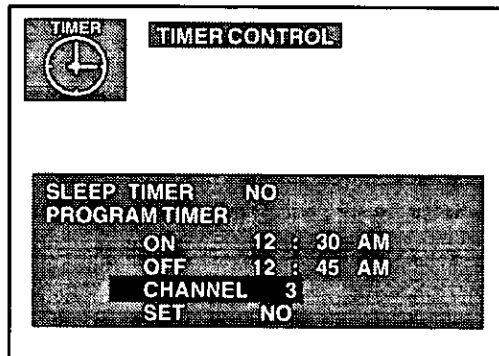 TIMER
TIMER CONTROL
SLEEP TIMER NO
PROGRAM TIMER
ON 12 : 30 AM
OFF 12 : 45 AM
CHANNEL 3
SET NO